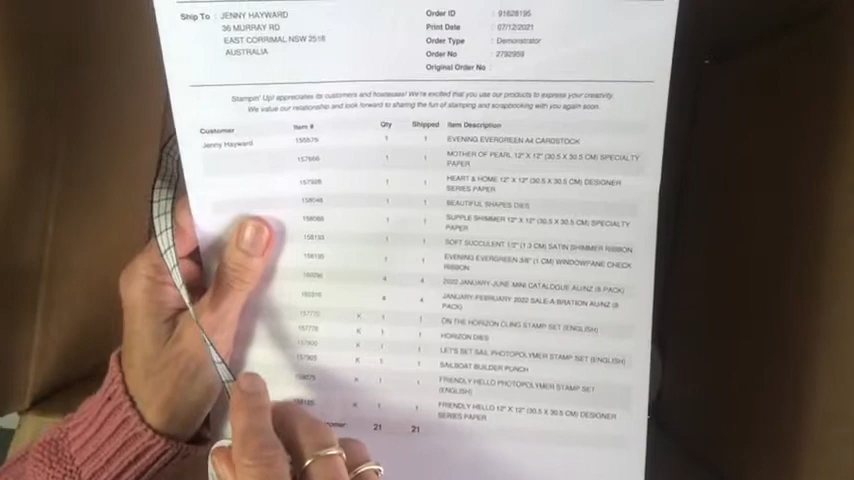 Ship To : JENNY HAYWARD
36 MURRAY RD
EAST CORRIMAL NSW 2518
AUSTRALIA
Order ID : 91628195
Print Date : 07/12/2021
Order Type : Demonstrator
Order No : 2792959
Original Order No :
Stampin' Up! appreciates its customers and hostesses! We're excited that you use our products to express your creativity.
We value our relationship and look forward to sharing the fun of stamping and scrapbooking with you again soon.
Customer Item # Qty Shipped Item Description
Jenny Hayward 155575 1 1 EVENING EVERGREEN A4 CARDSTOCK
1 1 MOTHER OF PEARL 12" X 12" (30.5 X 30.5 CM) SPECIALTY
PAPER
1 1 HEART & HOME 12" X 12" (30.5 X 30.5 CM) DESIGNER
SERIES PAPER
1 1 BEAUTIFUL SHAPES DIES
1 1 SUPPLE SHIMMER 12" X 12" (30.5 X 30.5 CM) SPECIALTY
PAPER
1 1 SOFT SUCCULENT 1/2" (1.3 CM) SATIN SHIMMER RIBBON
1 1 EVENING EVERGREEN 3/8" (1 CM) WINDOWPANE CHECK
RIBBON
4 4 2022 JANUARY-JUNE MINI CATALOGUE AU/NZ (8-PACK)
4 4 JANUARY-FEBRUARY 2022 SALE-A-BRATION AU/NZ (8
PACK)
K 1 1 ON THE HORIZON CLING STAMP SET (ENGLISH)
K 1 1 HORIZON DIES
K 1 1 LET'S SET SAIL PHOTOPOLYMER STAMP SET (ENGLISH)
K 1 1 SAILBOAT BUILDER PUNCH
K 1 1 FRIENDLY HELLO PHOTOPOLYMER STAMP SET
(ENGLISH)
K 1 1 FRIENDLY HELLO 12" X 12" (30.5 X 30.5 CM) DESIGNER
SERIES PAPER
21 21